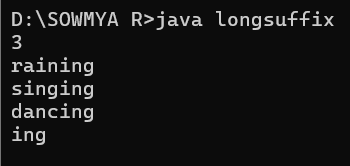 D:\SOWMYA R>java longsuffix
3
raining
singing
dancing
ing